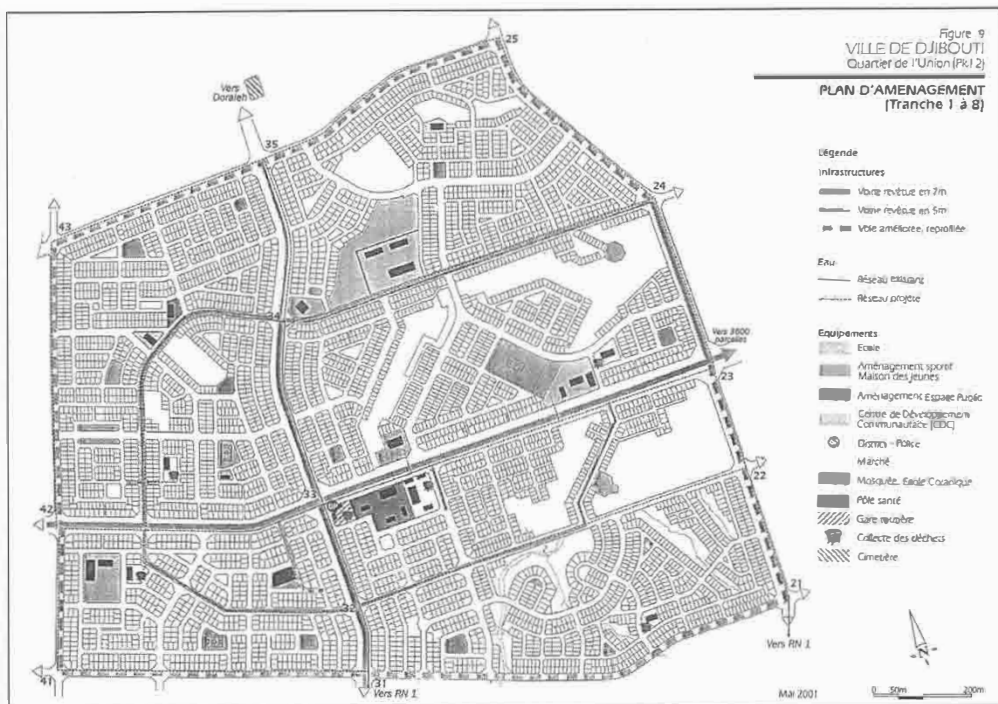 Figure 9
VILLE DE DJIBOUTI
Quartier de l'Union (Pk12)
PLAN D'AMENAGEMENT
(Tranche 1 à 8)
Légende
Infrastructures
Voirie revêtue en 7m
Voirie revêtue en 5m
Voie améliorée, reprofilée
Eau
Réseau existant
Réseau projeté
Equipements
Ecole
Aménagement sportif
Maison des jeunes
Aménagement Espace Public
Centre de Développement
Communautaire (CDC)
District - Police
Marché
Mosquée, Ecole Coranique
Pôle santé
Gare routière
Collecte des déchets
Cimetière
25
Vers
Doraleh
35
24
43
34
Vers 3600
parcelles
23
33
22
42
32
21
Vers RN 1
41
31
Vers RN 1
N
Mai 2001
0 50m 200m